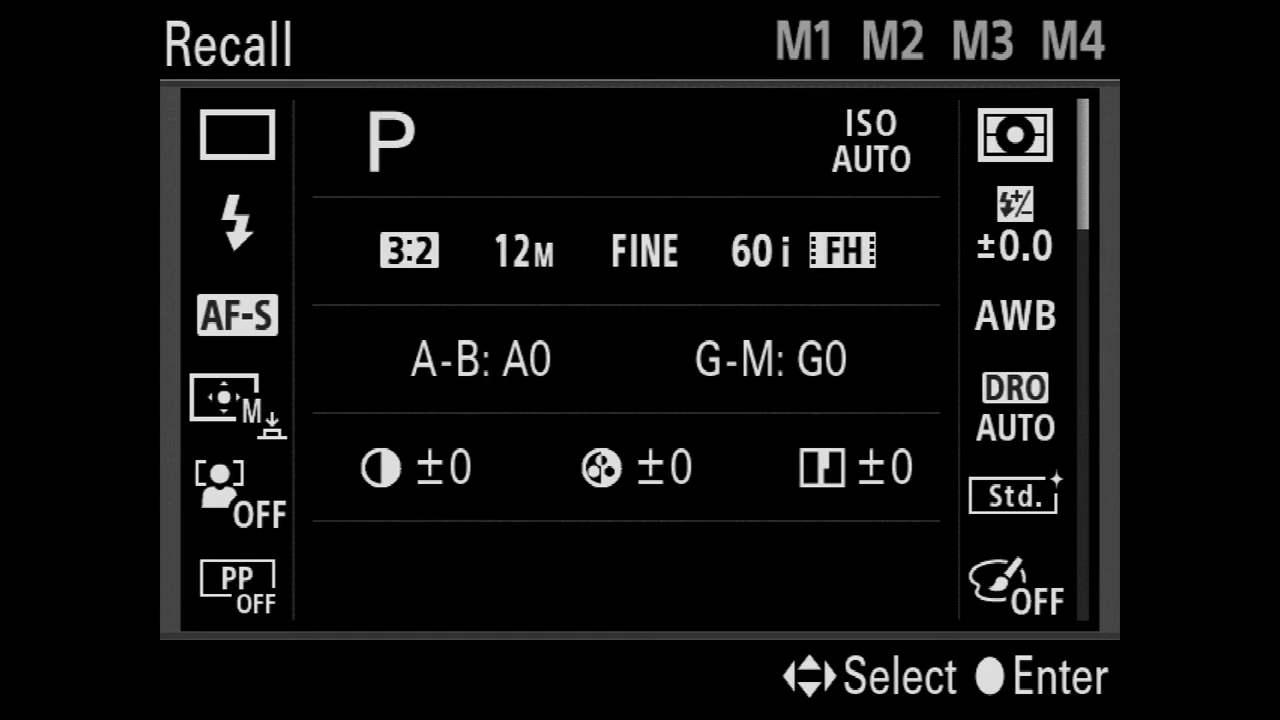 Recall M1 M2 M3 M4
P ISO AUTO
±0.0
3:2 12M FINE 60i FH
AF-S AWB
A-B: A0 G-M: G0
M DRO AUTO
±0 ±0 ±0
OFF Std.
PP OFF OFF
Select Enter